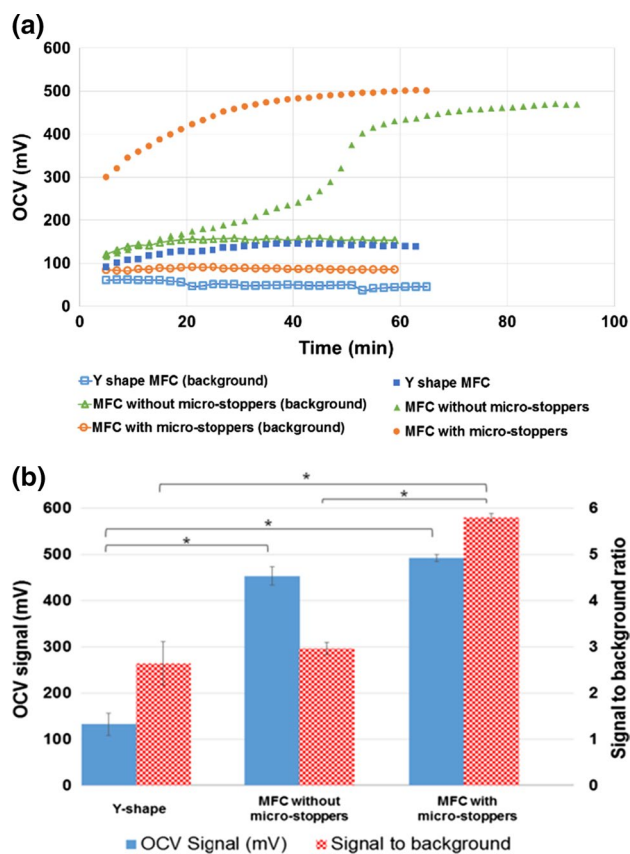 (a)
600
500
400
300
200
100
0
OCV (mV)
0 20 40 60 80 100
Time (min)
Y shape MFC (background)
Y shape MFC
MFC without micro-stoppers (background)
MFC without micro-stoppers
MFC with micro-stoppers (background)
MFC with micro-stoppers
(b)
600
500
400
300
200
100
0
OCV signal (mV)
*
*
*
*
6
5
4
3
2
1
0
Signal to background ratio
Y-shape
MFC without
micro-stoppers
MFC with
micro-stoppers
OCV Signal (mV)
Signal to background